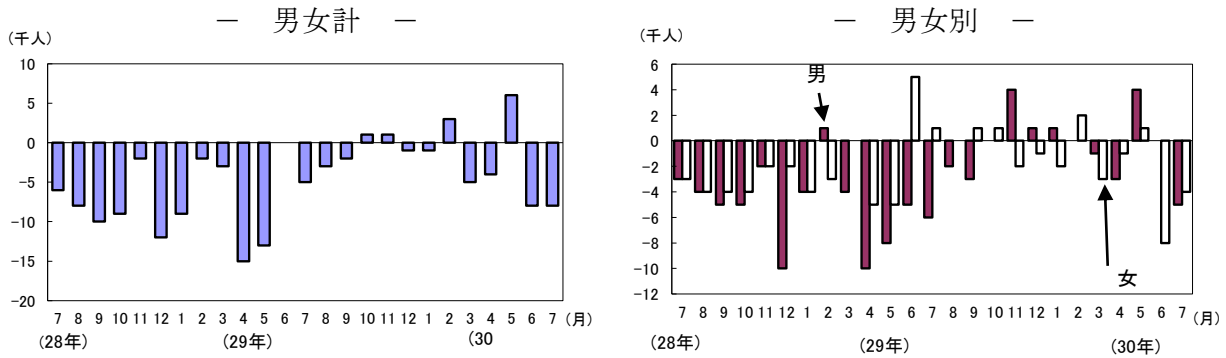 － 男女計 －
(千人)
10
5
0
-5
-10
-15
-20
7 8 9 10 11 12 1 2 3 4 5 6 7 8 9 10 11 12 1 2 3 4 5 6 7 (月)
(28年) (29年) (30
－ 男女別 －
(千人)
6
4
2
0
-2
-4
-6
-8
-10
-12
男
女
7 8 9 10 11 12 1 2 3 4 5 6 7 8 9 10 11 12 1 2 3 4 5 6 7 (月)
(28年) (29年) (30年)